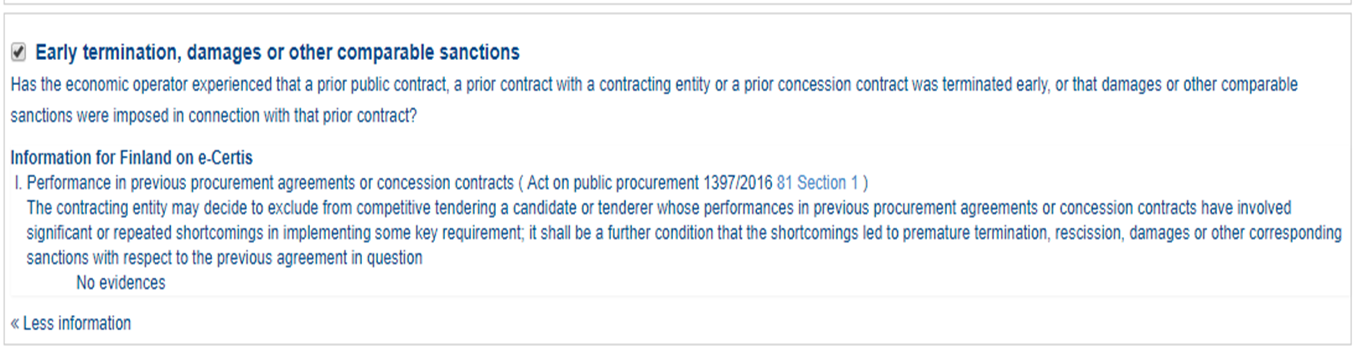 Early termination, damages or other comparable sanctions
Has the economic operator experienced that a prior public contract, a prior contract with a contracting entity or a prior concession contract was terminated early, or that damages or other comparable
sanctions were imposed in connection with that prior contract?
Information for Finland on e-Certis
I. Performance in previous procurement agreements or concession contracts ( Act on public procurement 1397/2016 81 Section 1 )
The contracting entity may decide to exclude from competitive tendering a candidate or tenderer whose performances in previous procurement agreements or concession contracts have involved
significant or repeated shortcomings in implementing some key requirement; it shall be a further condition that the shortcomings led to premature termination, rescission, damages or other corresponding
sanctions with respect to the previous agreement in question
No evidences
« Less information